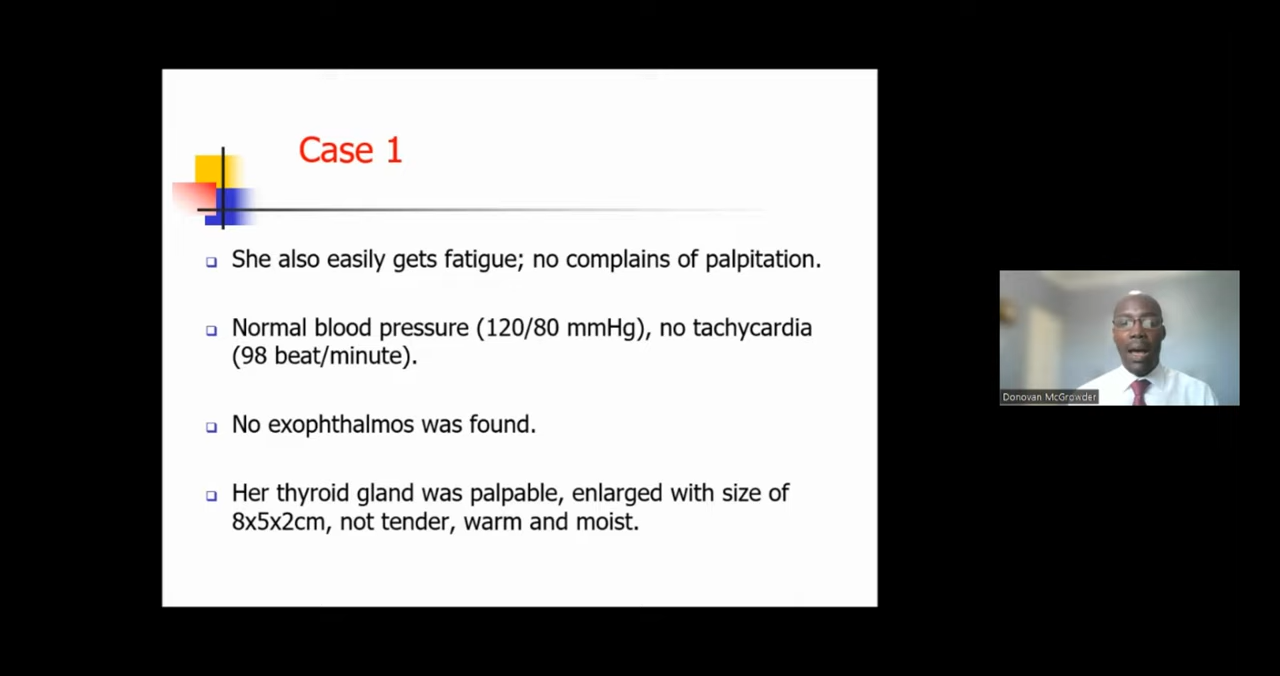 Case 1
She also easily gets fatigue; no complains of palpitation.
Normal blood pressure (120/80 mmHg), no tachycardia
(98 beat/minute).
No exophthalmos was found.
Her thyroid gland was palpable, enlarged with size of
8x5x2cm, not tender, warm and moist.
Donovan McGrowder